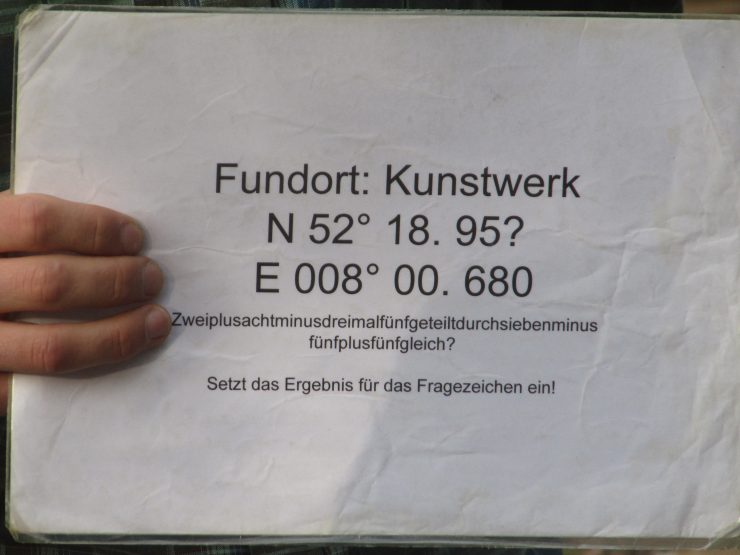 Fundort: Kunstwerk
N 52° 18. 95?
E 008° 00. 680
Zweiplusachtminusdreimalfünfgeteiltdurchsiebenminus
fünfplusfünfgleich?
Setzt das Ergebnis für das Fragezeichen ein!